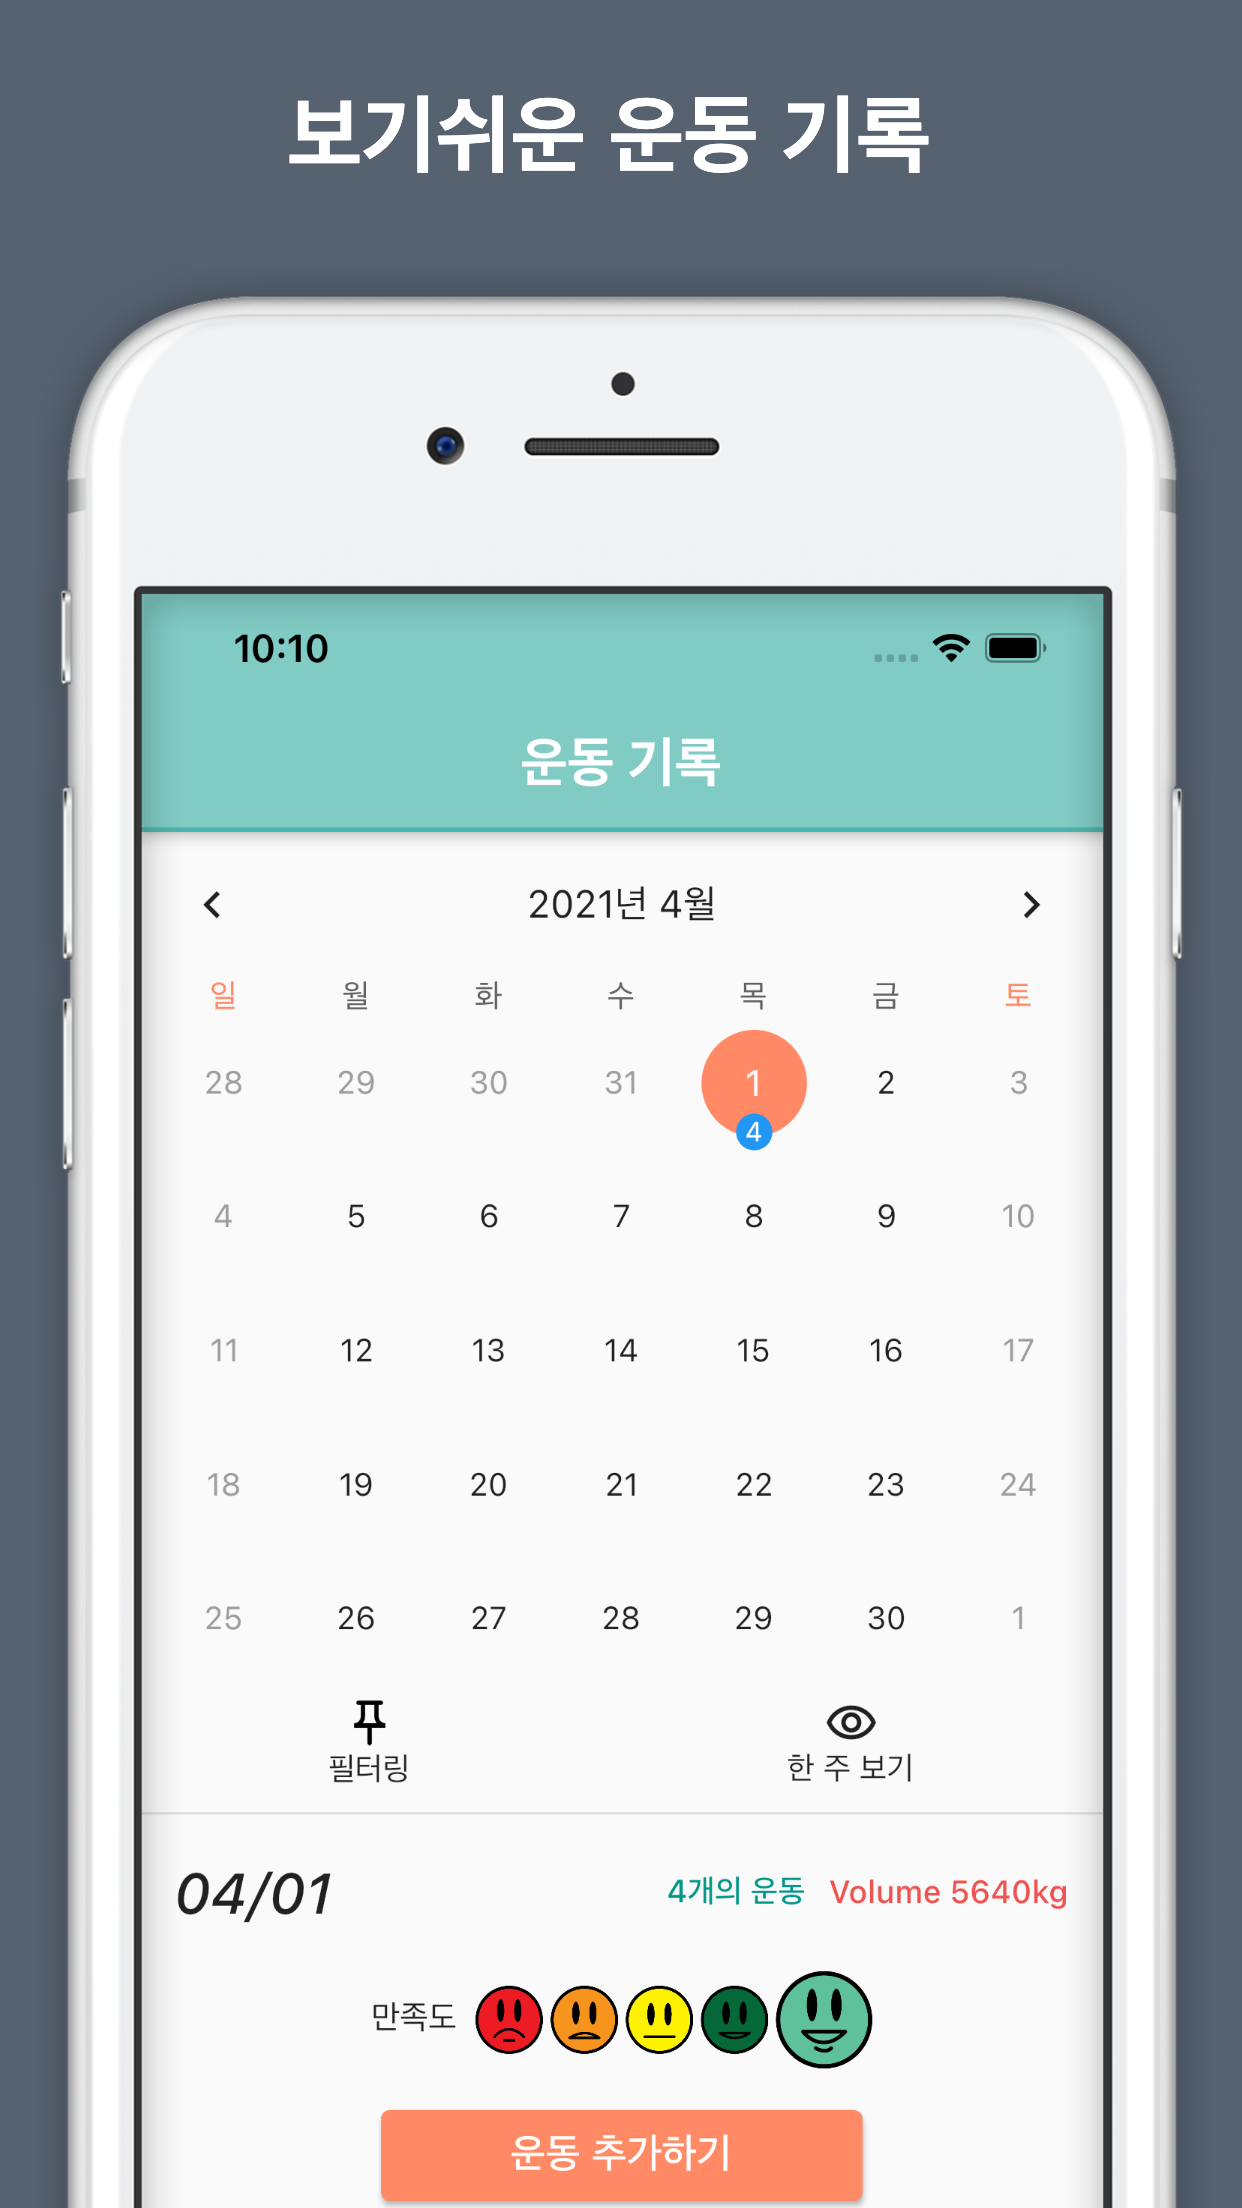 보기쉬운 운동 기록
10:10
운동 기록
2021년 4월
일 월 화 수 목 금 토
28 29 30 31 1 2 3
4
4 5 6 7 8 9 10
11 12 13 14 15 16 17
18 19 20 21 22 23 24
25 26 27 28 29 30 1
필터링 한 주 보기
04/01 4개의 운동 Volume 5640kg
만족도
운동 추가하기